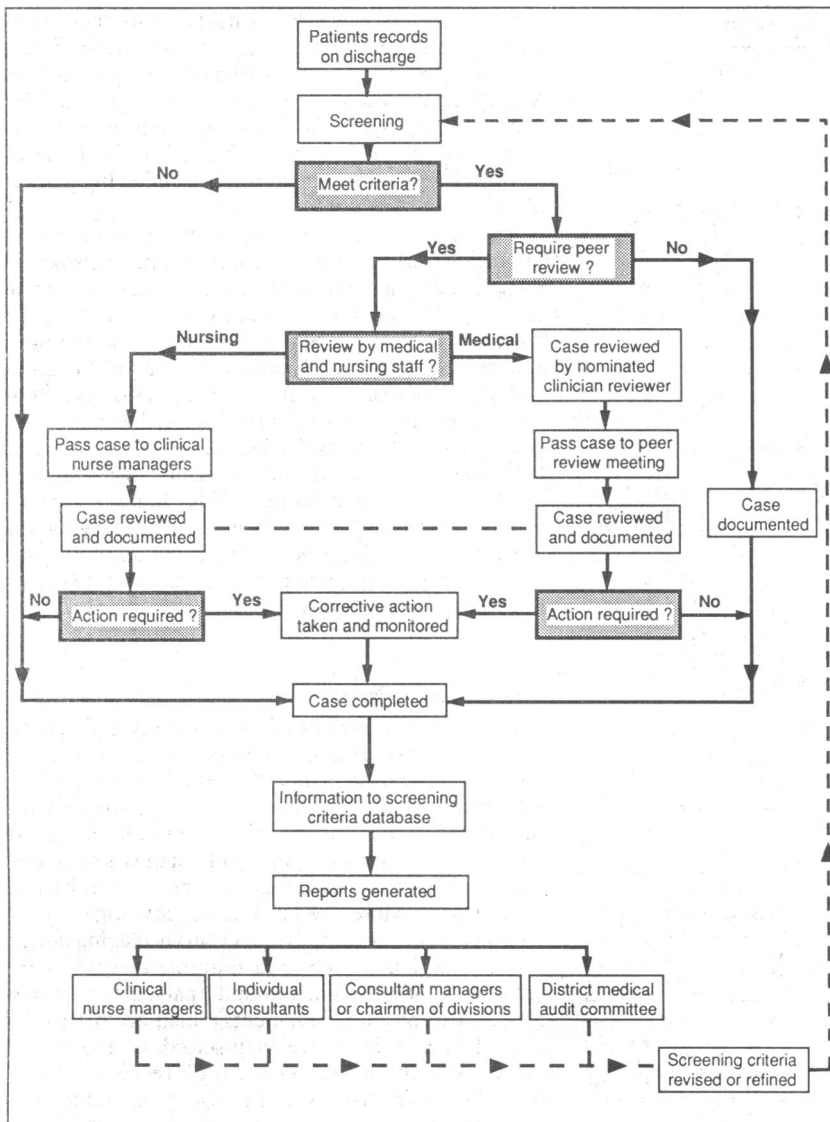 Patients records
on discharge
Screening
No
Meet criteria?
Yes
Yes
Require peer
review ?
No
Nursing
Review by medical
and nursing staff ?
Medical
Case reviewed
by nominated
clinician reviewer
Pass case to clinical
nurse managers
Pass case to peer
review meeting
Case reviewed
and documented
Case reviewed
and documented
Case
documented
No
Action required ?
Yes
Corrective action
taken and monitored
Yes
Action required ?
No
Case completed
Information to screening
criteria database
Reports generated
Clinical
nurse managers
Individual
consultants
Consultant managers
or chairmen of divisions
District medical
audit committee
Screening criteria
revised or refined